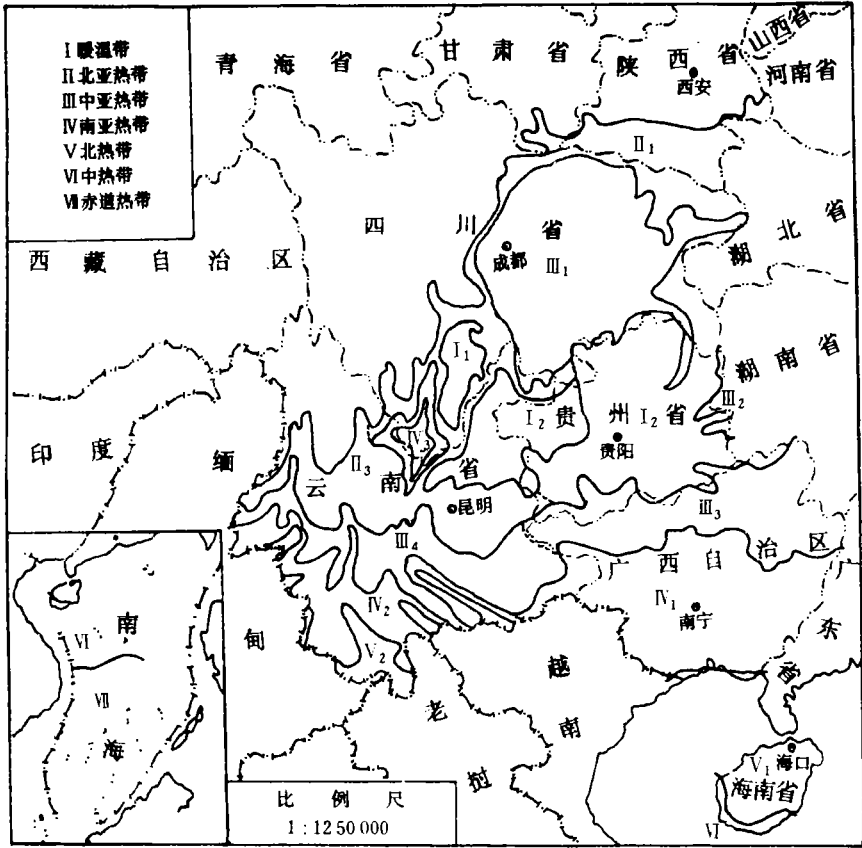 Ⅰ暖温带
Ⅱ北亚热带
Ⅲ中亚热带
Ⅳ南亚热带
Ⅴ北热带
Ⅵ中热带
Ⅶ赤道热带
青海省
甘肃省
陕西省
山西省
河南省
西安
Ⅱ₁
四川省
成都
Ⅲ₁
湖北省
西藏自治区
Ⅰ₁
湖南省
Ⅲ₂
Ⅰ₂
贵州省
Ⅰ₂
贵阳
印度
缅甸
Ⅱ₃
云南省
昆明
Ⅲ₃
Ⅲ₄
广西自治区
Ⅳ₁
南宁
广东省
Ⅳ₂
Ⅴ₂
越南
老挝
Ⅴ₁
海口
海南省
Ⅵ
南海
Ⅵ
Ⅶ
比例尺
1:1250 000